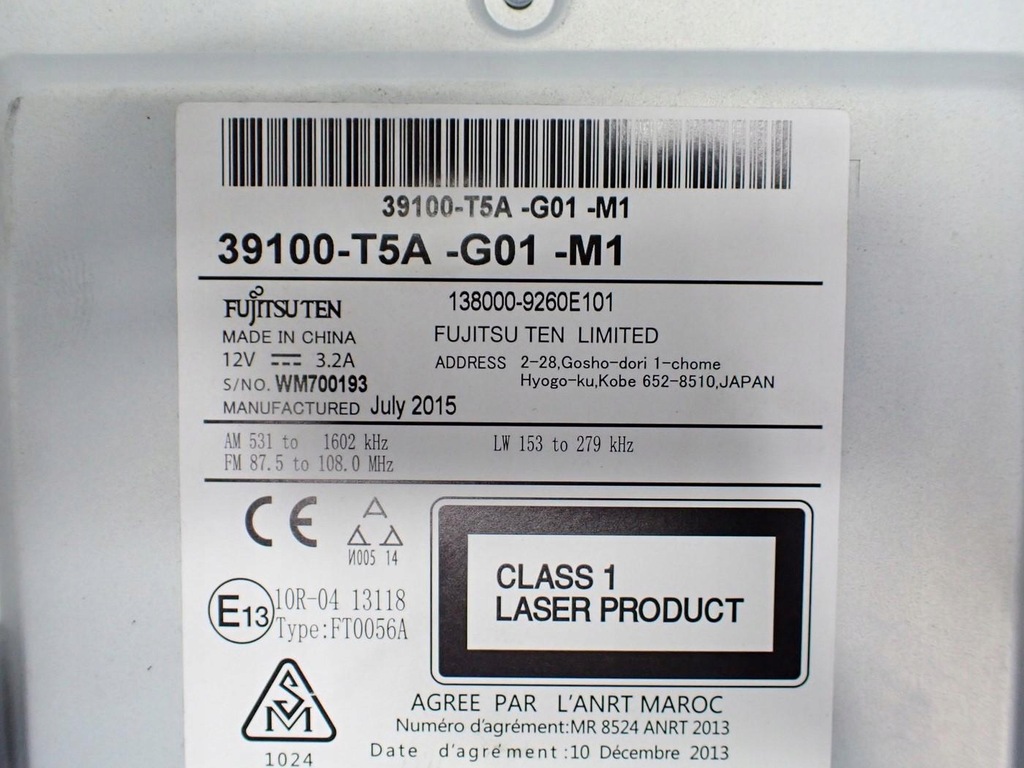 39100-T5A -G01 -M1
39100-T5A -G01 -M1
FUJITSU TEN
138000-9260E101
MADE IN CHINA
FUJITSU TEN LIMITED
12V ⎓ 3.2A
ADDRESS 2-28,Gosho-dori 1-chome
Hyogo-ku,Kobe 652-8510,JAPAN
S/NO. WM700193
MANUFACTURED July 2015
AM 531 to 1602 kHz
LW 153 to 279 kHz
FM 87.5 to 108.0 MHz
CE
И005 14
E13
10R-04 13118
Type:FT0056A
CLASS 1
LASER PRODUCT
SM
1024
AGREE PAR L'ANRT MAROC
Numéro d'agrément:MR 8524 ANRT 2013
Date d'agrément:10 Décembre 2013